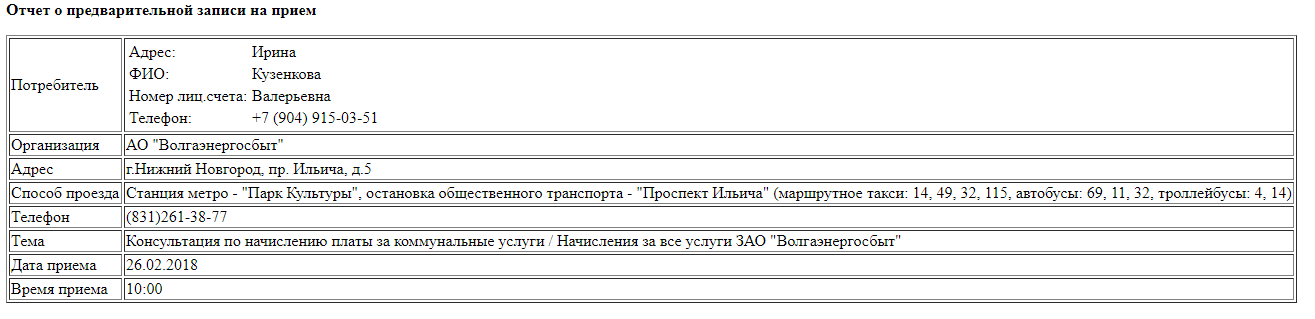 Отчет о предварительной записи на прием
Потребитель
Адрес: Ирина
ФИО: Кузенкова
Номер лиц.счета: Валерьевна
Телефон: +7 (904) 915-03-51
Организация АО "Волгаэнергосбыт"
Адрес г.Нижний Новгород, пр. Ильича, д.5
Способ проезда Станция метро - "Парк Культуры", остановка общественного транспорта - "Проспект Ильича" (маршрутное такси: 14, 49, 32, 115, автобусы: 69, 11, 32, троллейбусы: 4, 14)
Телефон (831)261-38-77
Тема Консультация по начислению платы за коммунальные услуги / Начисления за все услуги ЗАО "Волгаэнергосбыт"
Дата приема 26.02.2018
Время приема 10:00